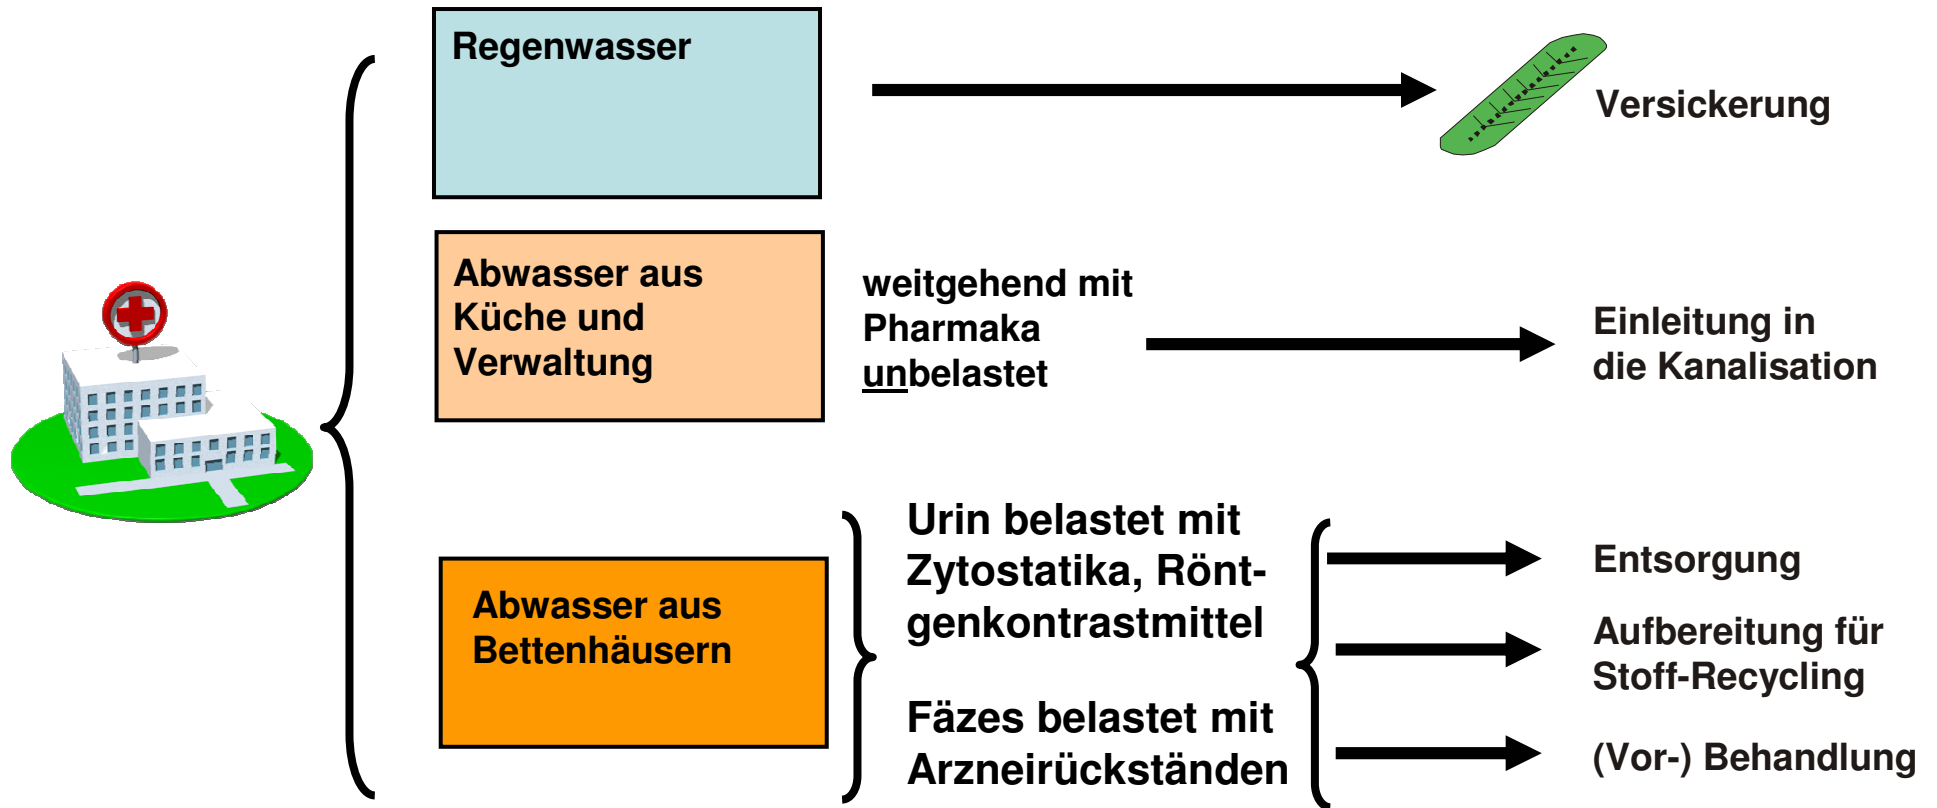 Regenwasser
Versickerung
Abwasser aus
Küche und
Verwaltung
weitgehend mit
Pharmaka
unbelastet
Einleitung in
die Kanalisation
Abwasser aus
Bettenhäusern
Urin belastet mit
Zytostatika, Rönt-
genkontrastmittel
Fäzes belastet mit
Arzneirückständen
Entsorgung
Aufbereitung für
Stoff-Recycling
(Vor-) Behandlung